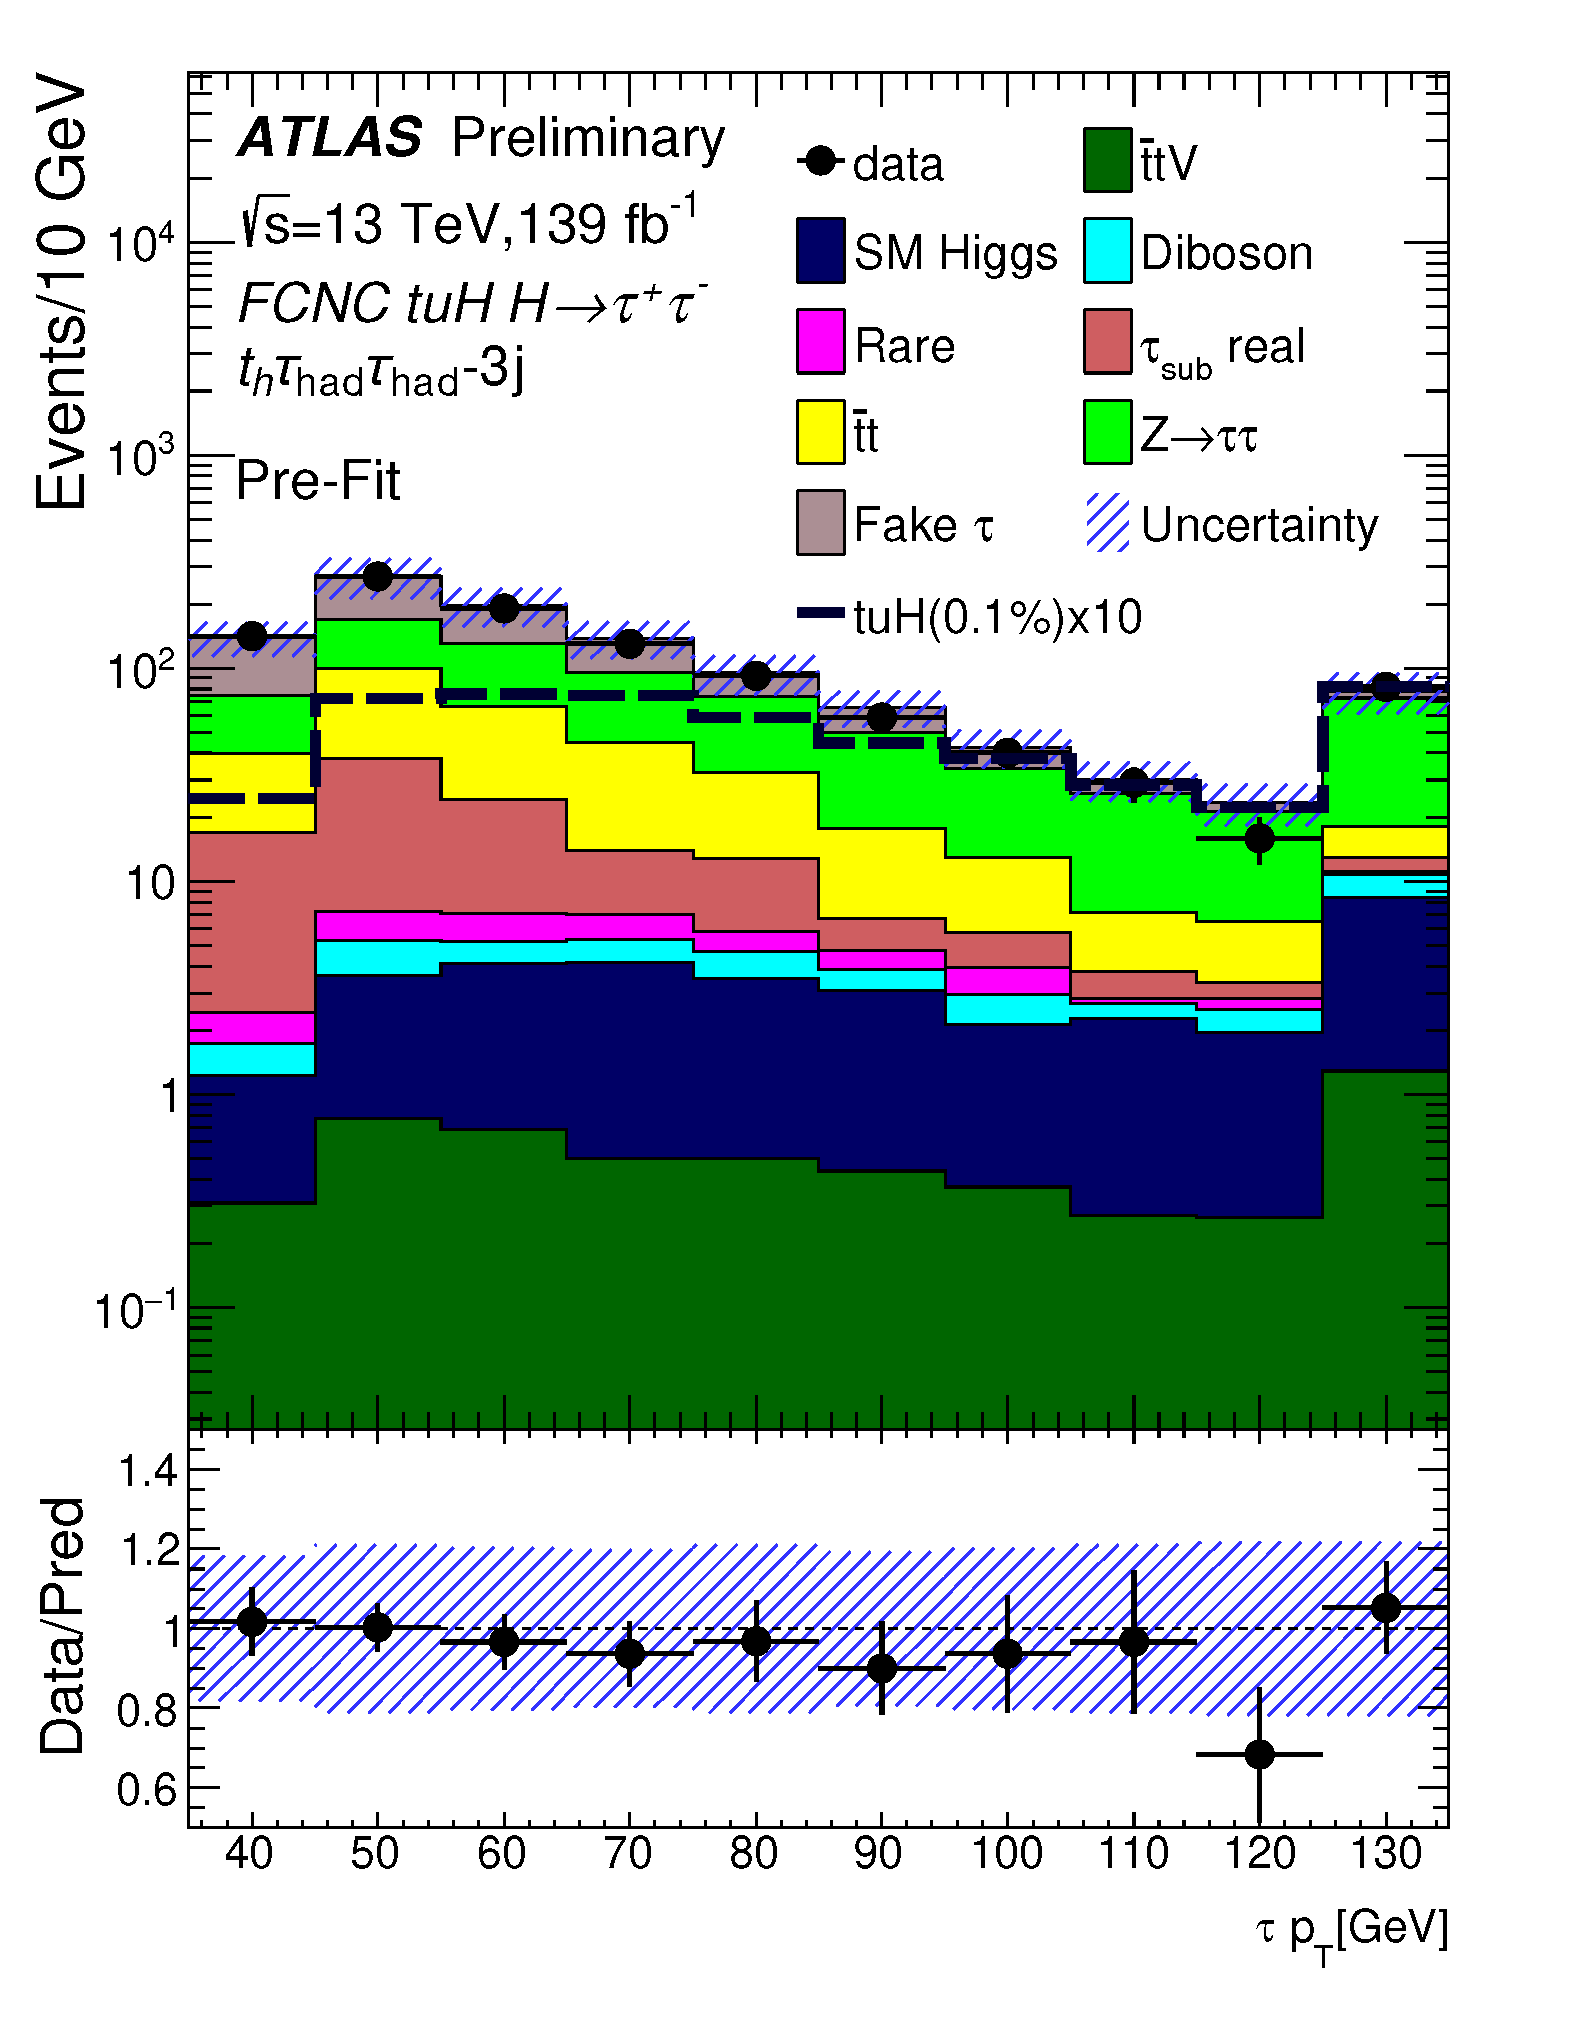 Events/10 GeV
ATLAS Preliminary
√s=13 TeV,139 fb⁻¹
FCNC tuH H→τ⁺τ⁻
t_hτ_hadτ_had-3j
Pre-Fit
data
t̄tV
SM Higgs
Diboson
Rare
τ_sub real
t̄t
Z→ττ
Fake τ
Uncertainty
tuH(0.1%)x10
10⁴
10³
10²
10
1
10⁻¹
Data/Pred
1.4
1.2
1
0.8
0.6
40 50 60 70 80 90 100 110 120 130
τ p_T[GeV]